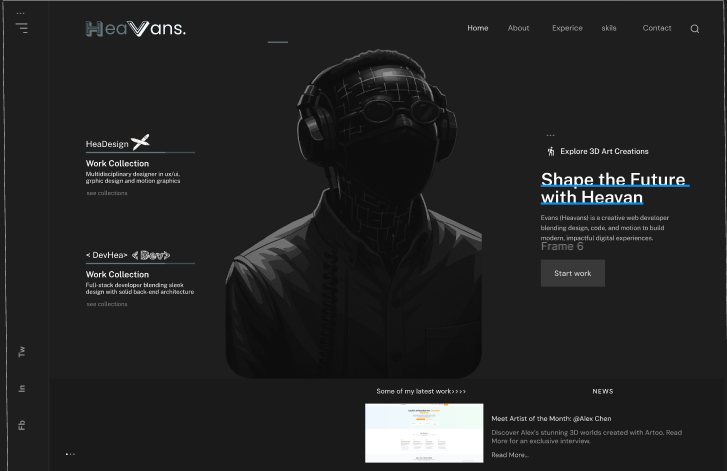 HeaVans.
Home About Experice skils Contact
HeaDesign
Work Collection
Multidisciplinary designer in ux/ui.
grphic design and motion graphics
see collections
< DevHea> < Dev>
Work Collection
Full-stack developer blending sleek
design with solid back-end architecture
see collections
Explore 3D Art Creations
Shape the Future
with Heavan
Evans (Heavans) is a creative web developer
blending design, code, and motion to build
modern, impactful digital experiences.
Frame 6
Start work
Tw
In
Fb
Some of my latest work>>>>
NEWS
Meet Artist of the Month: @Alex Chen
Discover Alex's stunning 3D worlds created with Artoo. Read
More for an exclusive interview.
Read More...